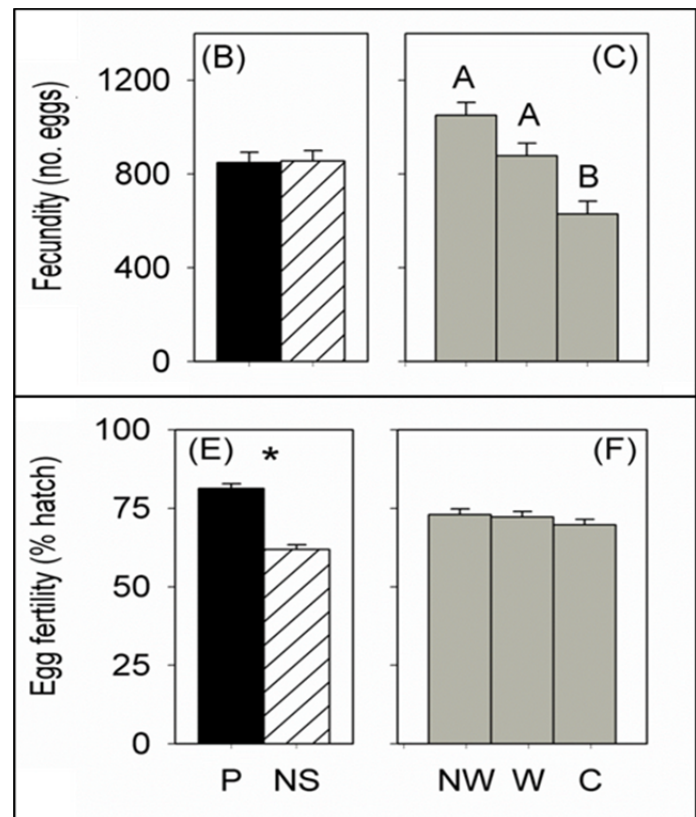 Fecundity (no. eggs)
1200
800
400
0
(B)
(C)
A
A
B
Egg fertility (% hatch)
100
75
50
25
0
(E)
*
(F)
P NS
NW W C